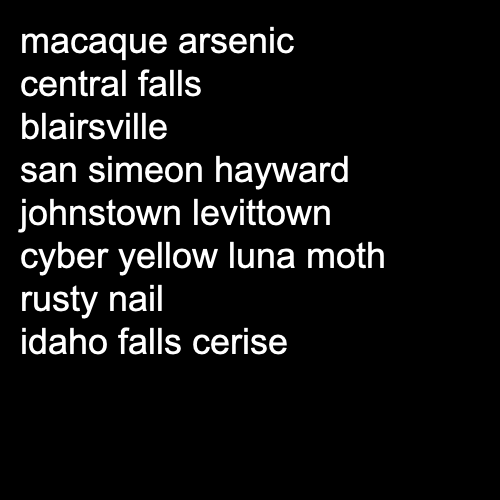 macaque arsenic
central falls
blairsville
san simeon hayward
johnstown levittown
cyber yellow luna moth
rusty nail
idaho falls cerise